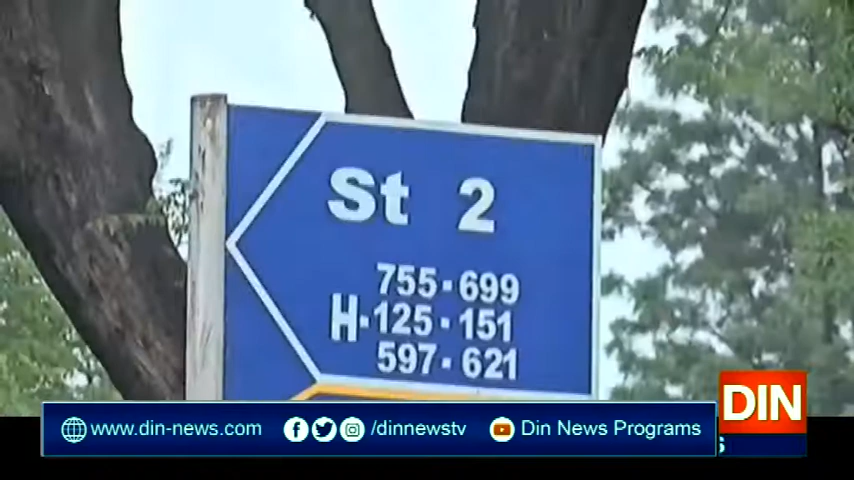 St 2
755-699
H-125-151
597-621
DIN
www.din-news.com /dinnewstv Din News Programs